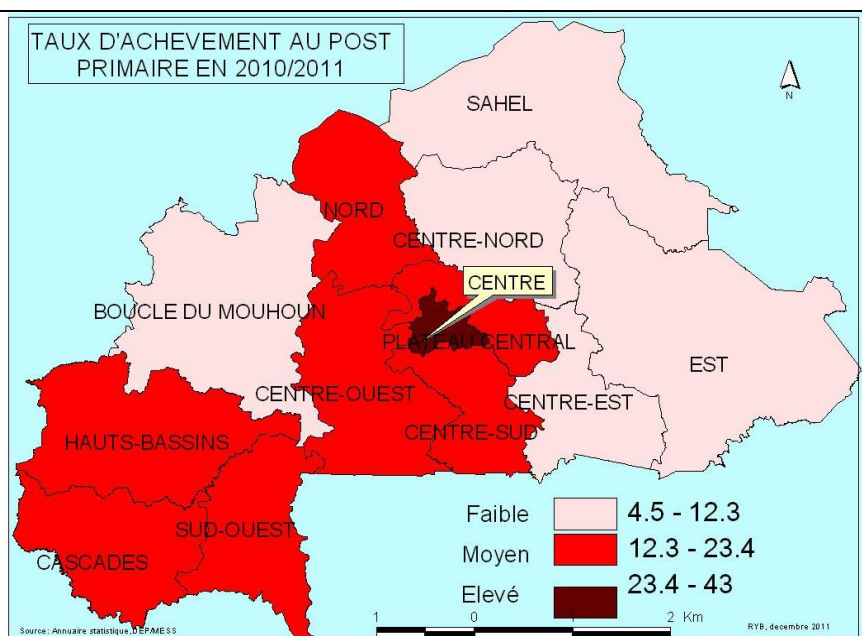 TAUX D'ACHEVEMENT AU POST
PRIMAIRE EN 2010/2011
N
SAHEL
NORD
CENTRE-NORD
CENTRE
BOUCLE DU MOUHOUN
PLATEAU CENTRAL
EST
CENTRE-OUEST
CENTRE-EST
HAUTS-BASSINS
CENTRE-SUD
SUD-OUEST
CASCADES
Faible 4.5 - 12.3
Moyen 12.3 - 23.4
Elevé 23.4 - 43
1 0 1 2 Km
Source: Annuaire statistique, DEP/MESS
RYB, decembre 2011